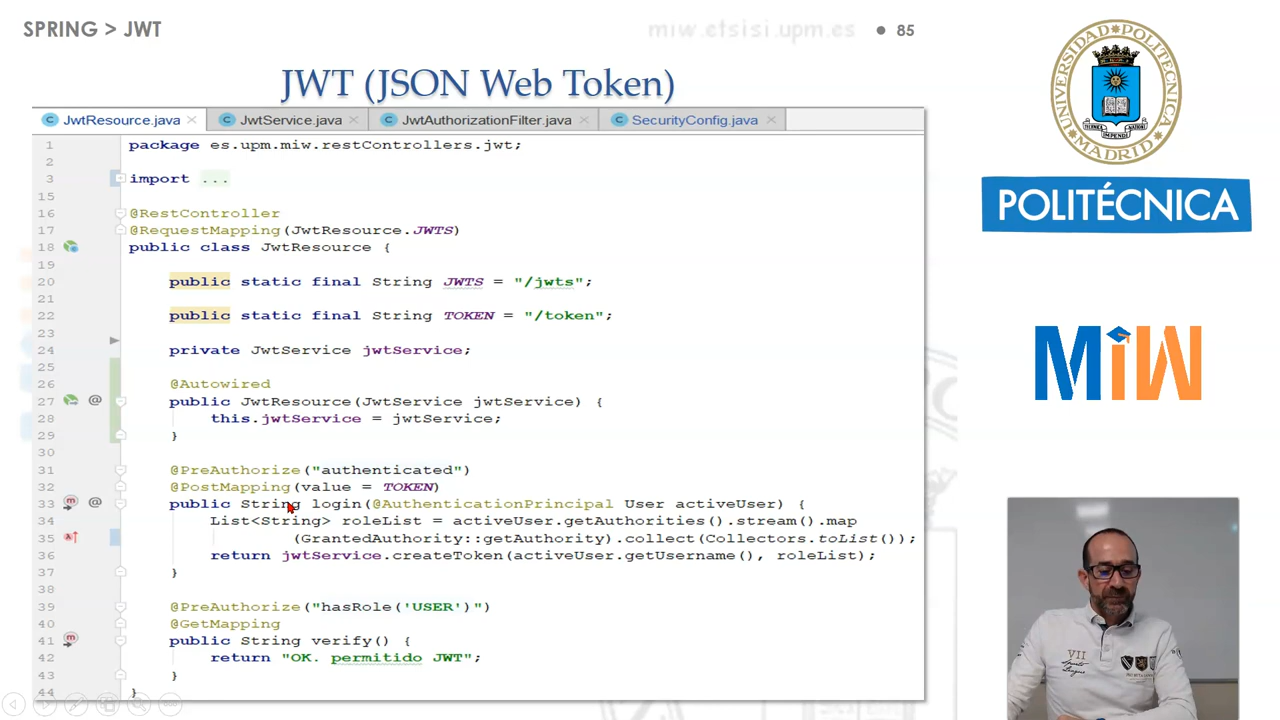 SPRING > JWT
miw.etsisi.upm.es
85
JWT (JSON Web Token)
JwtResource.java
JwtService.java
JwtAuthorizationFilter.java
SecurityConfig.java
1 package es.upm.miw.restControllers.jwt;
2
3 import ...
15
16 @RestController
17 @RequestMapping(JwtResource.JWTS)
18 public class JwtResource {
19
20 public static final String JWTS = "/jwts";
21
22 public static final String TOKEN = "/token";
23
24 private JwtService jwtService;
25
26 @Autowired
27 public JwtResource(JwtService jwtService) {
28 this.jwtService = jwtService;
29 }
30
31 @PreAuthorize("authenticated")
32 @PostMapping(value = TOKEN)
33 public String login(@AuthenticationPrincipal User activeUser) {
34 List<String> roleList = activeUser.getAuthorities().stream().map
35 (GrantedAuthority::getAuthority).collect(Collectors.toList());
36 return jwtService.createToken(activeUser.getUsername(), roleList);
37 }
38
39 @PreAuthorize("hasRole('USER')")
40 @GetMapping
41 public String verify() {
42 return "OK. permitido JWT";
43 }
44 }
UNIVERSIDAD POLITÉCNICA
MADRID
POLITÉCNICA
MiW
VII